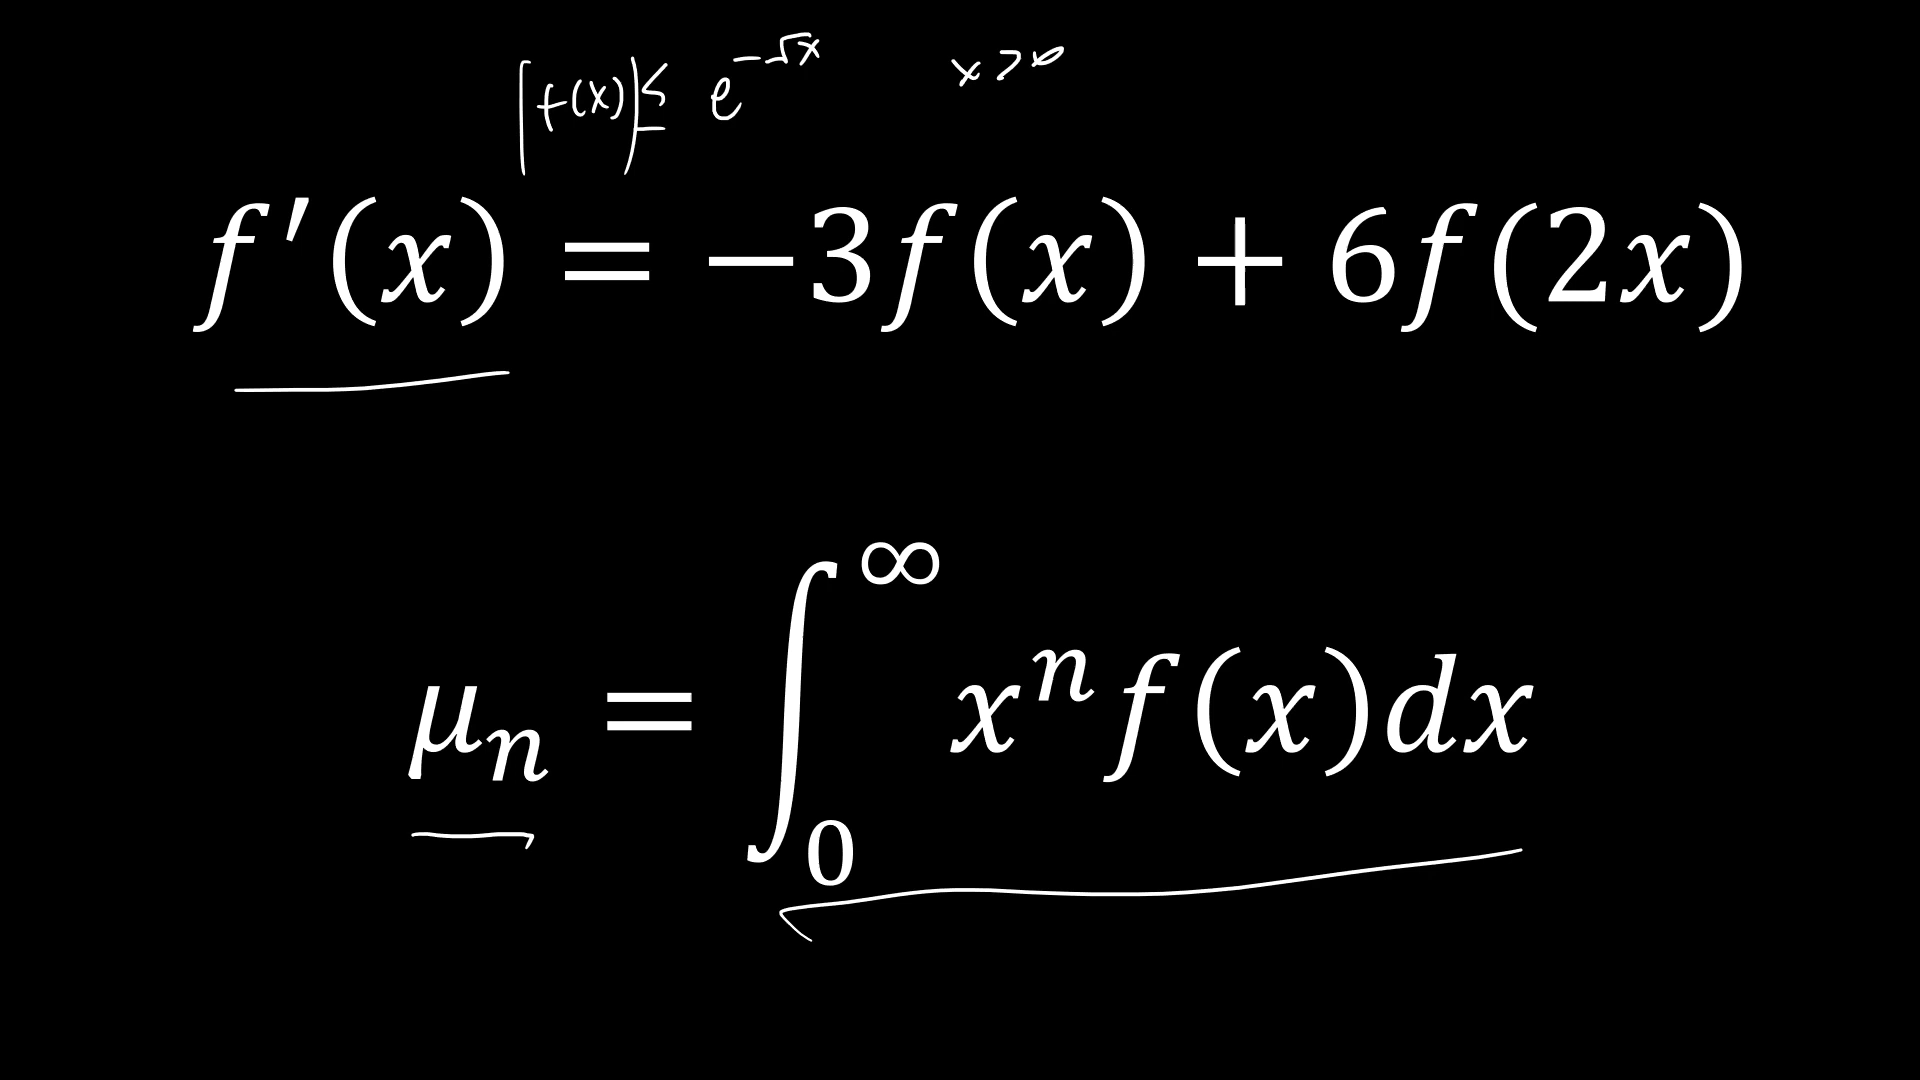 |f(x)| ≤ e^{-√x} x > 0
f′(x) = −3f(x) + 6f(2x)
μ_n = ∫_0^∞ x^n f(x)dx